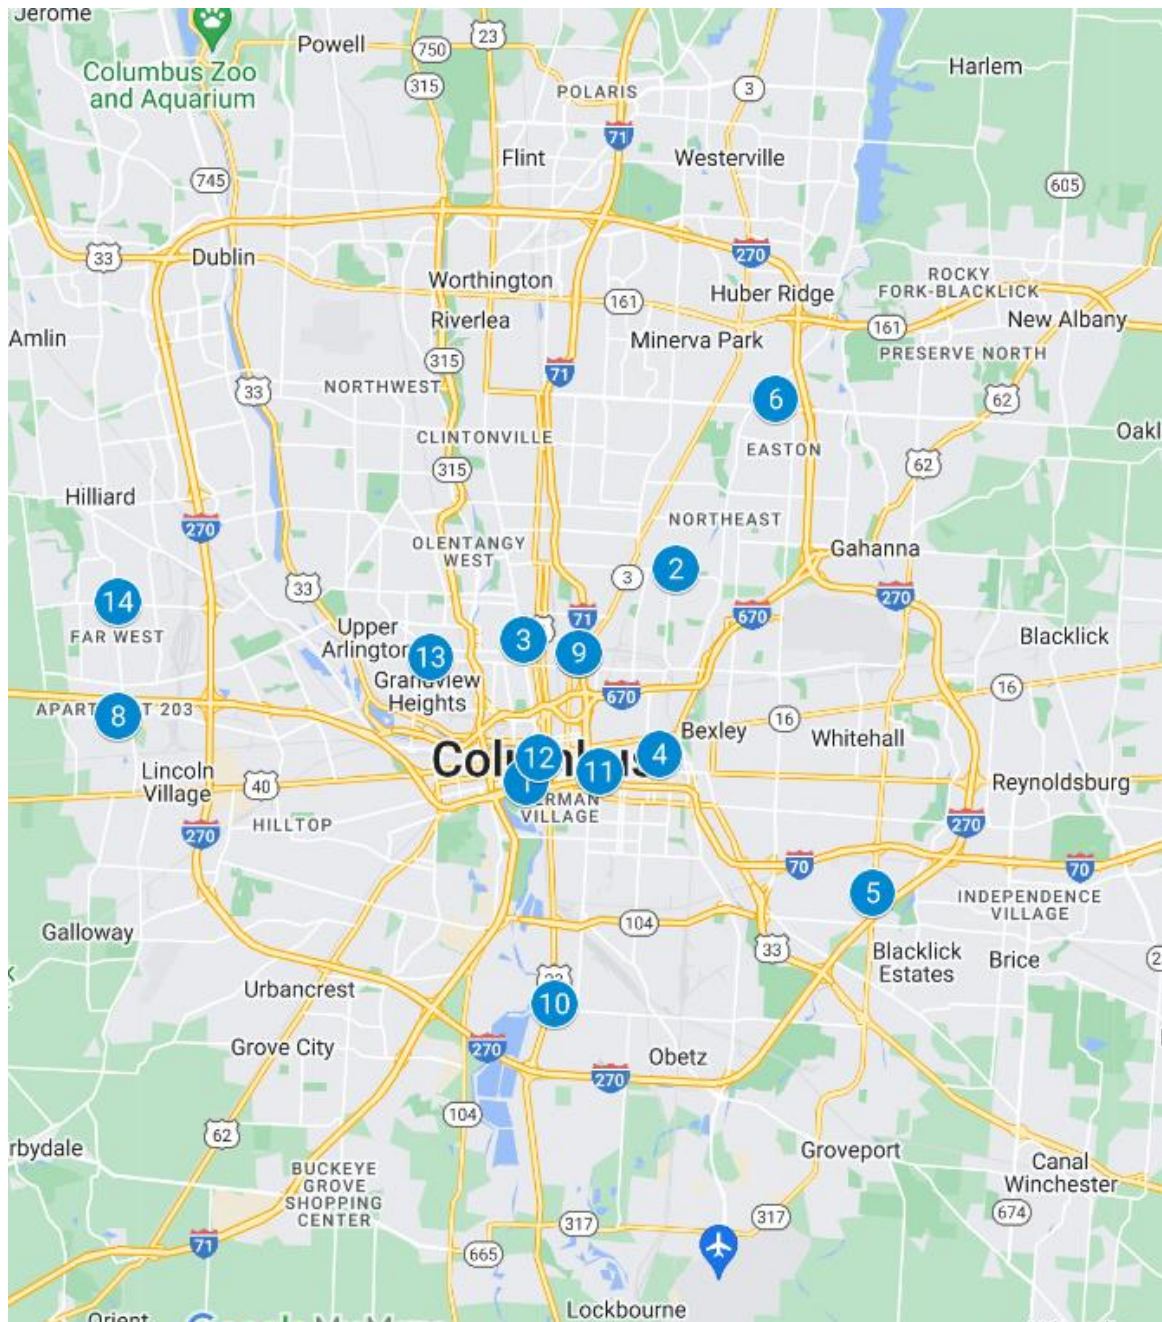 Jerome
Powell
750
23
Columbus Zoo
and Aquarium
315
POLARIS
3
Harlem
71
Flint
Westerville
745
605
33
Dublin
270
Worthington
161
Huber Ridge
ROCKY
FORK-BLACKLICK
Amlin
Riverlea
Minerva Park
161
New Albany
PRESERVE NORTH
315
71
NORTHWEST
33
6
62
CLINTONVILLE
EASTON
315
62
Hilliard
270
NORTHEAST
OLENTANGY
WEST
Gahanna
2
3
33
14
71
670
270
FAR WEST
Upper
Arlington
13
3
9
Blacklick
Grandview
Heights
670
16
8
203
16
Bexley
Whitehall
12
4
11
1
Lincoln
Village
40
Reynoldsburg
VILLAGE
HILLTOP
270
270
70
70
5
INDEPENDENCE
VILLAGE
Galloway
104
33
Blacklick
Estates
Brice
Urbancrest
10
Grove City
270
Obetz
270
104
62
Groveport
Canal
Winchester
BUCKEYE
GROVE
SHOPPING
CENTER
674
71
317
317
665
Lockbourne